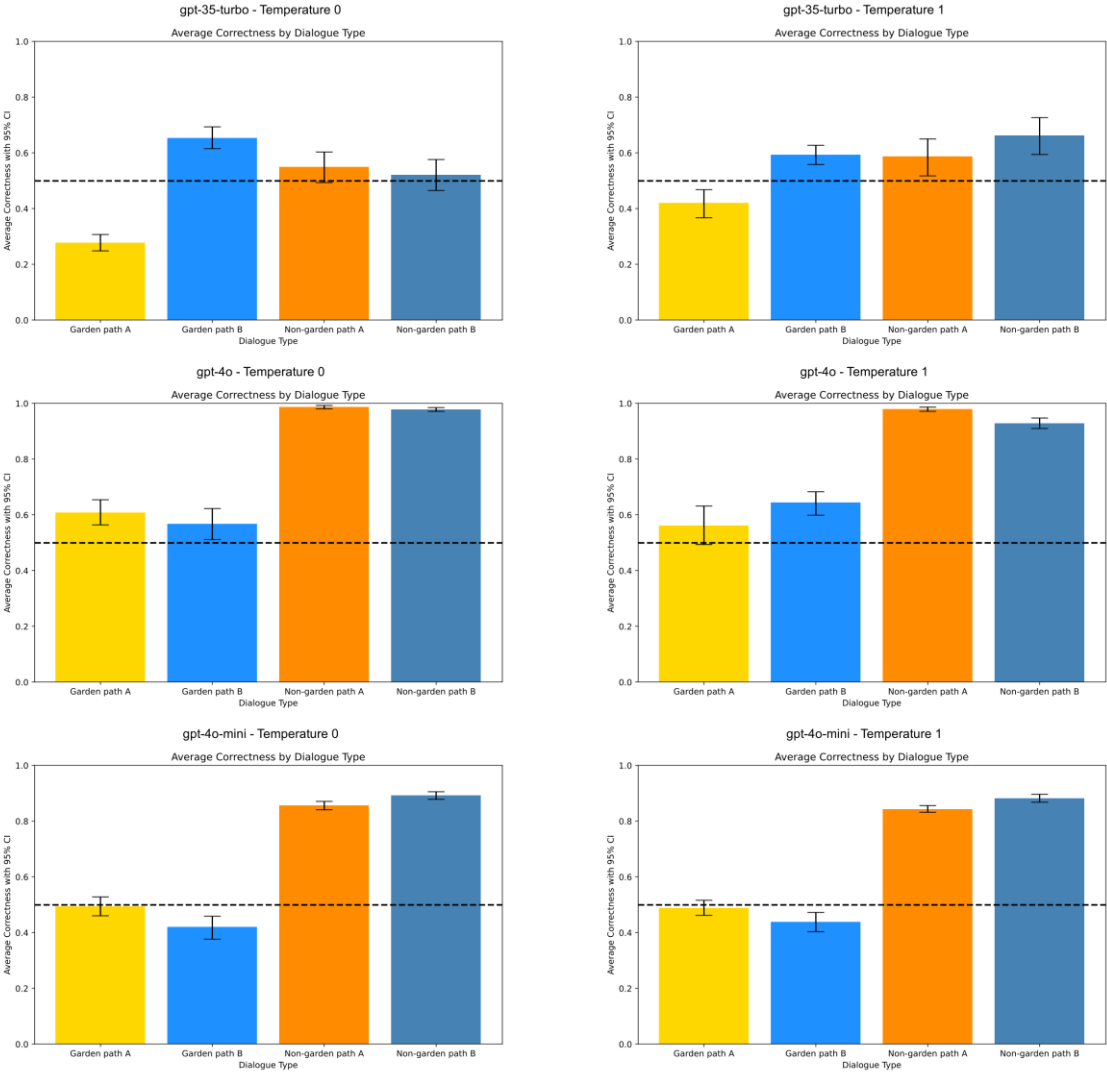 gpt-35-turbo - Temperature 0
Average Correctness by Dialogue Type
Average Correctness with 95% CI
1.0
0.8
0.6
0.4
0.2
0.0
Garden path A Garden path B Non-garden path A Non-garden path B
Dialogue Type
gpt-35-turbo - Temperature 1
Average Correctness by Dialogue Type
Average Correctness with 95% CI
1.0
0.8
0.6
0.4
0.2
0.0
Garden path A Garden path B Non-garden path A Non-garden path B
Dialogue Type
gpt-4o - Temperature 0
Average Correctness by Dialogue Type
Average Correctness with 95% CI
1.0
0.8
0.6
0.4
0.2
0.0
Garden path A Garden path B Non-garden path A Non-garden path B
Dialogue Type
gpt-4o - Temperature 1
Average Correctness by Dialogue Type
Average Correctness with 95% CI
1.0
0.8
0.6
0.4
0.2
0.0
Garden path A Garden path B Non-garden path A Non-garden path B
Dialogue Type
gpt-4o-mini - Temperature 0
Average Correctness by Dialogue Type
Average Correctness with 95% CI
1.0
0.8
0.6
0.4
0.2
0.0
Garden path A Garden path B Non-garden path A Non-garden path B
Dialogue Type
gpt-4o-mini - Temperature 1
Average Correctness by Dialogue Type
Average Correctness with 95% CI
1.0
0.8
0.6
0.4
0.2
0.0
Garden path A Garden path B Non-garden path A Non-garden path B
Dialogue Type